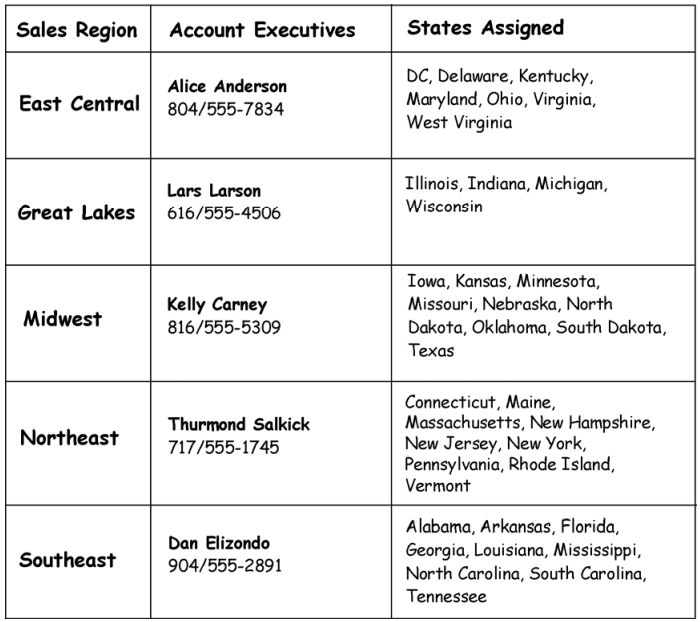 Sales Region Account Executives States Assigned
East Central
Alice Anderson
804/555-7834
DC, Delaware, Kentucky,
Maryland, Ohio, Virginia,
West Virginia
Great Lakes
Lars Larson
616/555-4506
Illinois, Indiana, Michigan,
Wisconsin
Midwest
Kelly Carney
816/555-5309
Iowa, Kansas, Minnesota,
Missouri, Nebraska, North
Dakota, Oklahoma, South Dakota,
Texas
Northeast
Thurmond Salkick
717/555-1745
Connecticut, Maine,
Massachusetts, New Hampshire,
New Jersey, New York,
Pennsylvania, Rhode Island,
Vermont
Southeast
Dan Elizondo
904/555-2891
Alabama, Arkansas, Florida,
Georgia, Louisiana, Mississippi,
North Carolina, South Carolina,
Tennessee